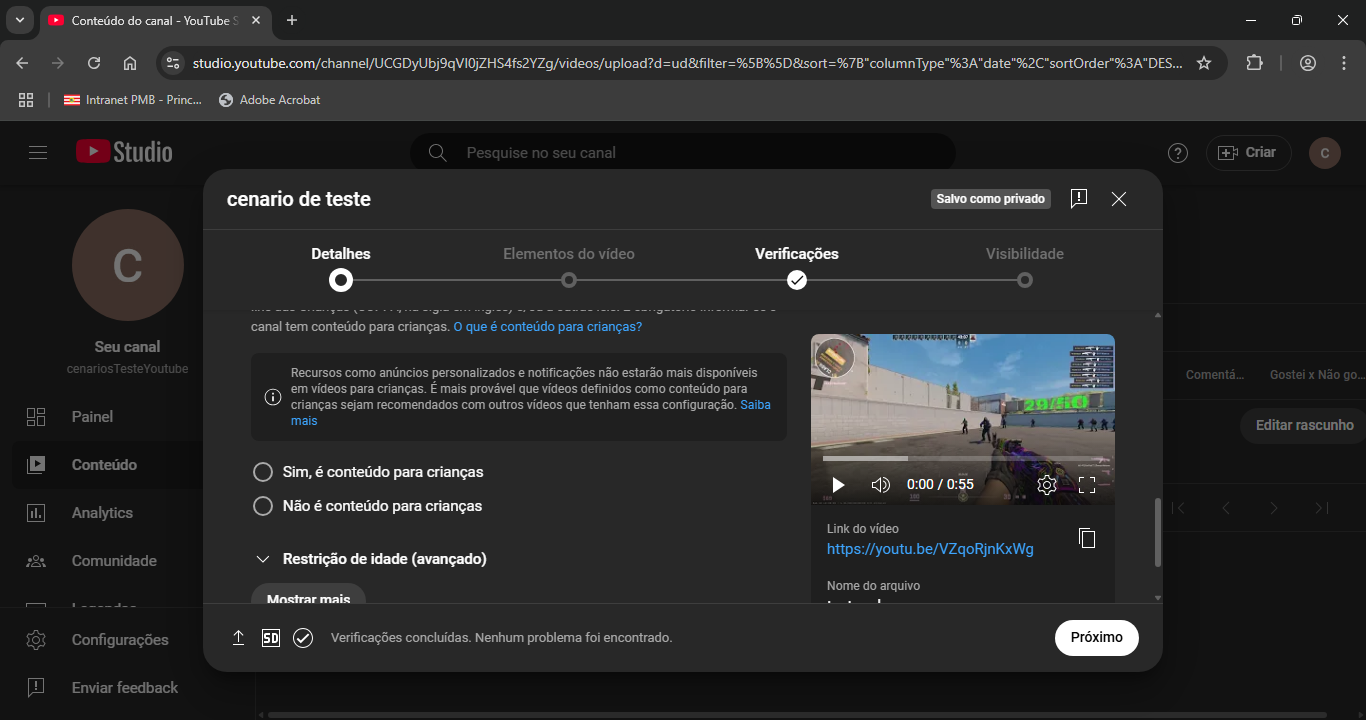 Conteúdo do canal - YouTube S
studio.youtube.com/channel/UCGDyUbj9qVI0jZHS4fs2YZg/videos/upload?d=ud&filter=%5B%5D&sort=%7B"columnType"%3A"date"%2C"sortOrder"%3A"DES...
Intranet PMB - Princ...
Adobe Acrobat
Studio
Pesquise no seu canal
Criar
C
cenario de teste
Salvo como privado
Detalhes
Elementos do vídeo
Verificações
Visibilidade
C
Seu canal
cenariosTesteYoutube
Painel
Conteúdo
Analytics
Comunidade
Configurações
Enviar feedback
canal tem conteúdo para crianças. O que é conteúdo para crianças?
Recursos como anúncios personalizados e notificações não estarão mais disponíveis
em vídeos para crianças. É mais provável que vídeos definidos como conteúdo para
crianças sejam recomendados com outros vídeos que tenham essa configuração. Saiba
mais
Sim, é conteúdo para crianças
Não é conteúdo para crianças
Restrição de idade (avançado)
Mostrar mais
29/50
0:00 / 0:55
Link do vídeo
https://youtu.be/VZqoRjnKxWg
Nome do arquivo
Comentá...
Gostei x Não go...
Editar rascunho
SD
Verificações concluídas. Nenhum problema foi encontrado.
Próximo